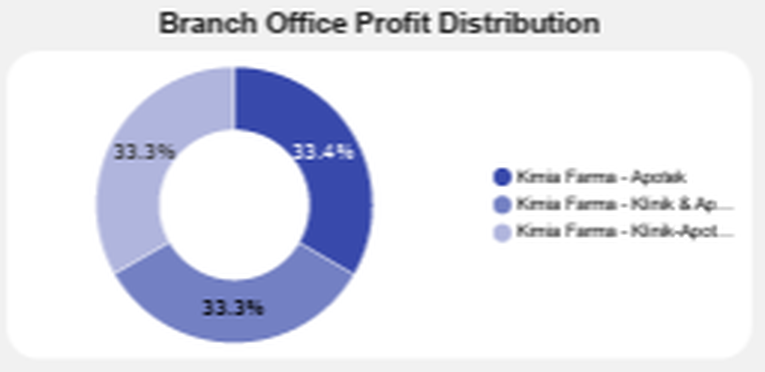 Branch Office Profit Distribution
33.3%
33.4%
33.3%
Kimia Farma - Apotek
Kimia Farma - Klinik & Ap...
Kimia Farma - Klinik-Apot...